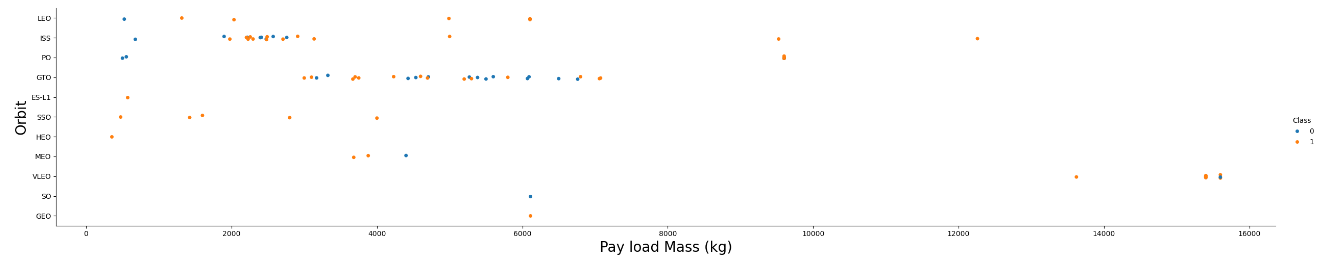 LEO
ISS
PO
GTO
ES-L1
SSO
HEO
MEO
VLEO
SO
GEO
Orbit
0 2000 4000 6000 8000 10000 12000 14000 16000
Pay load Mass (kg)
Class
0
1